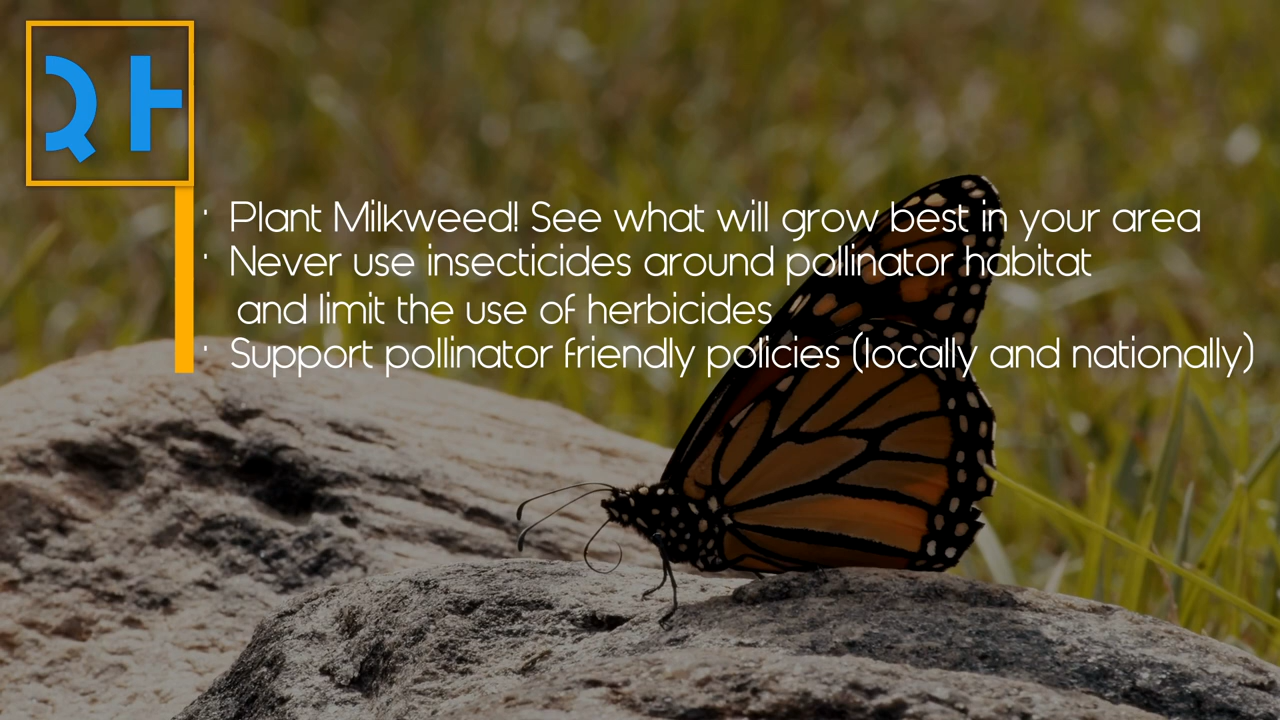 QH
· Plant Milkweed! See what will grow best in your area
· Never use insecticides around pollinator habitat
and limit the use of herbicides
· Support pollinator friendly policies (locally and nationally)